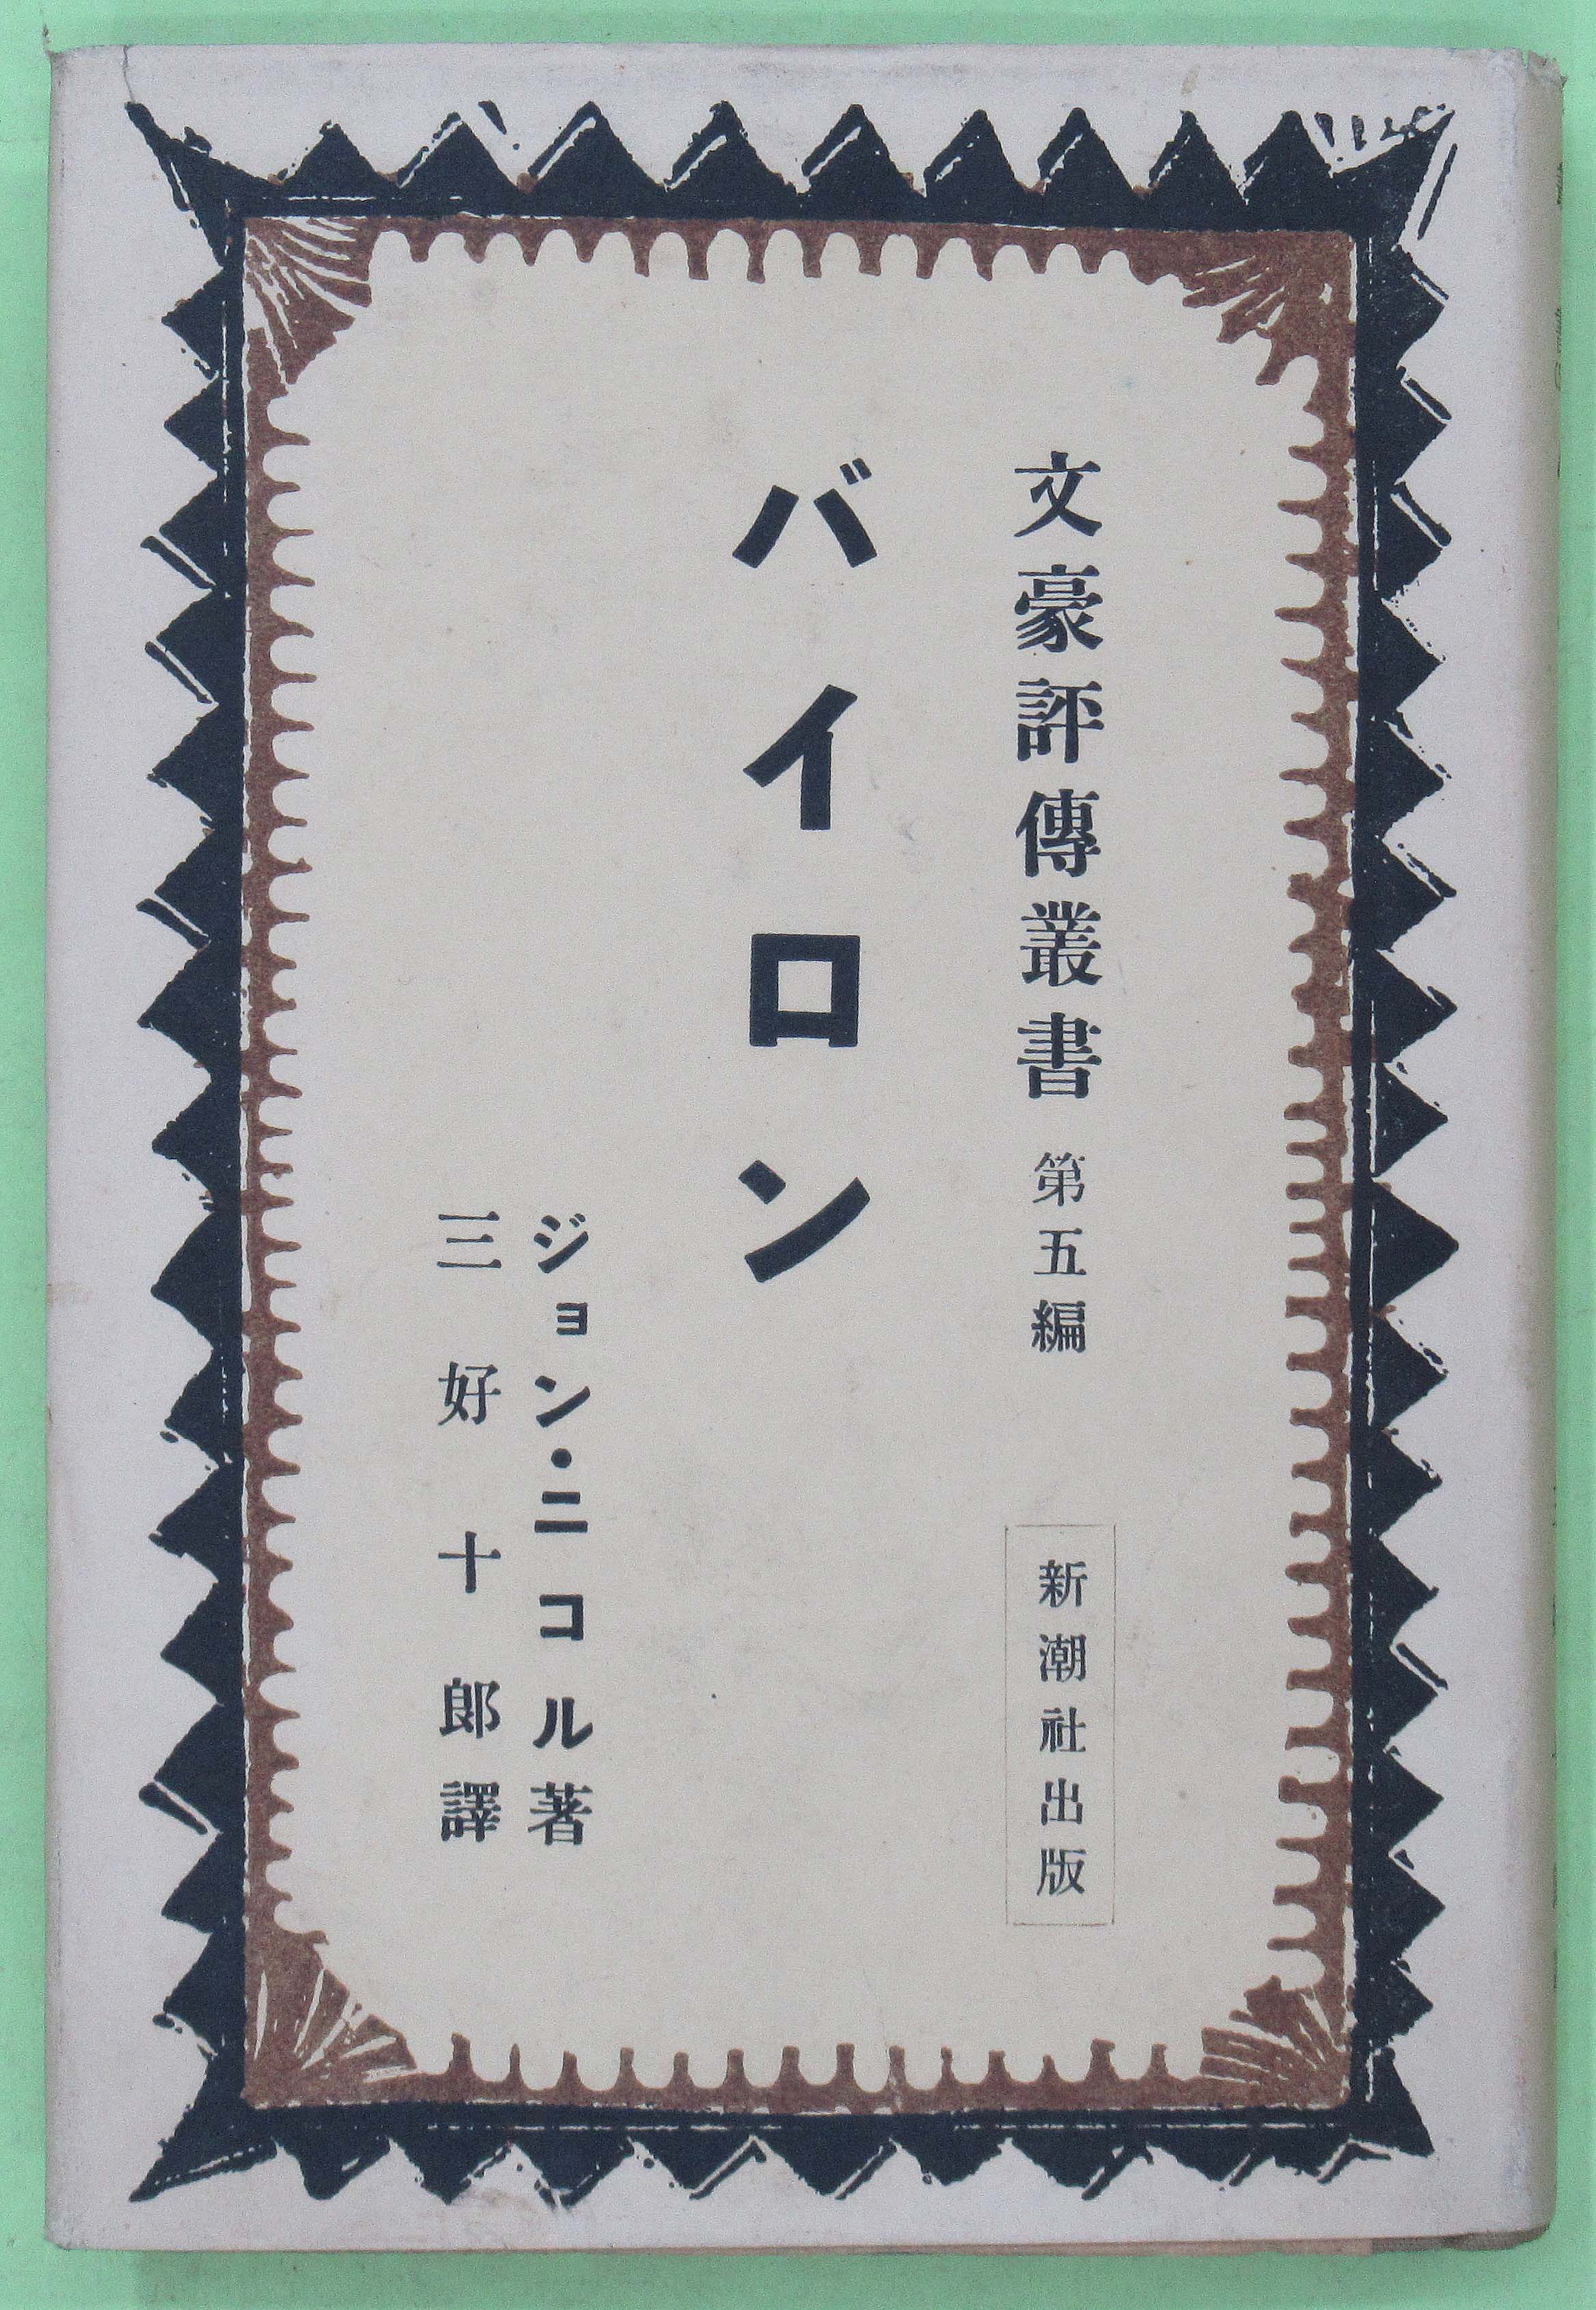 文豪評傳叢書 第五編
新潮社出版
バイロン
ジョン・ニコル著
三好十郎譯